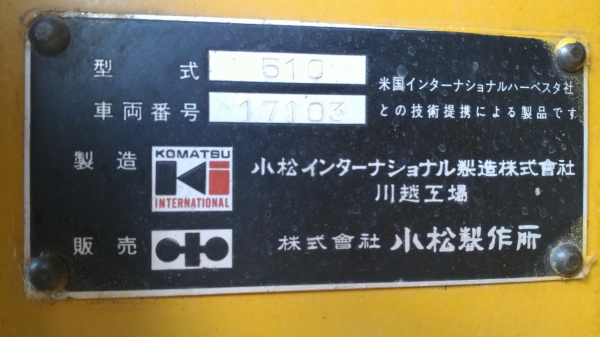 型式 510
車両番号 17103
米国インターナショナルハーベスタ社
との技術提携による製品です
製造 KOMATSU
INTERNATIONAL
小松インターナショナル製造株式會社
川越工場
販売 株式會社 小松製作所